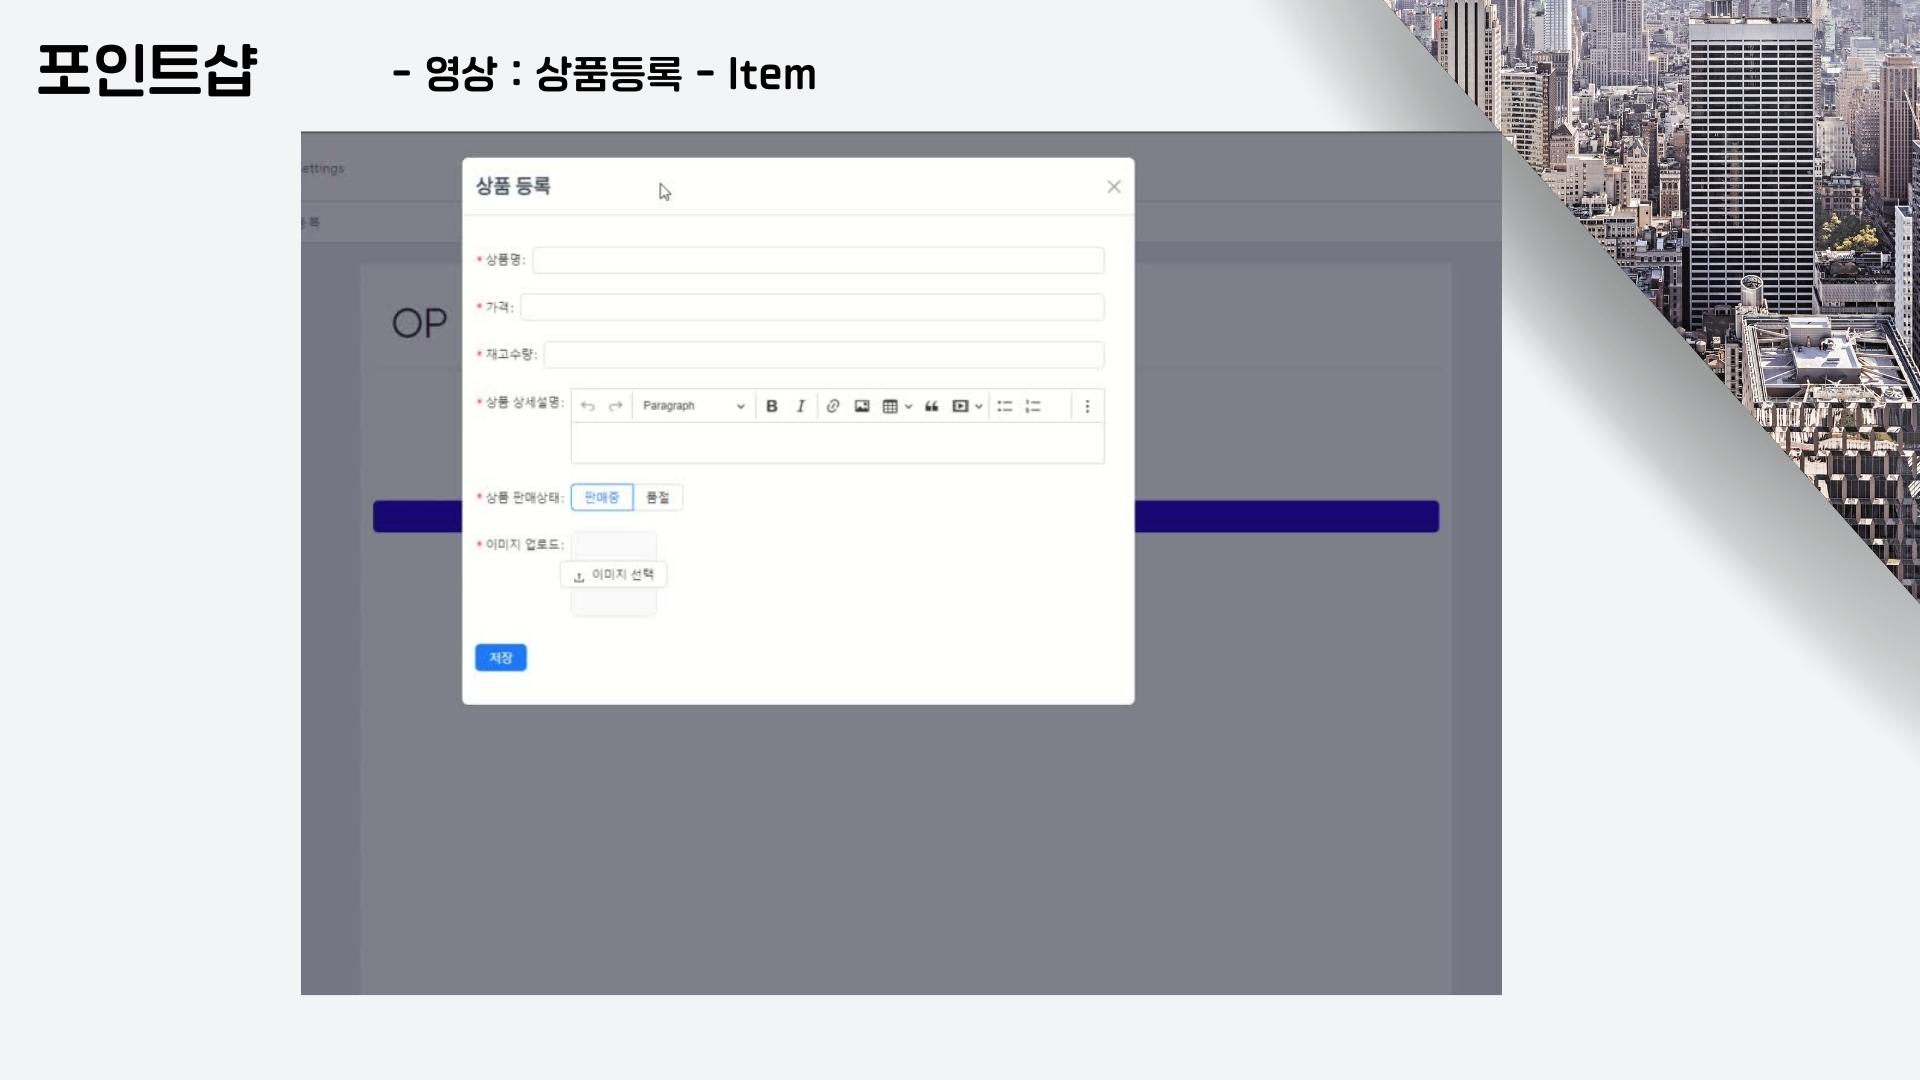 포인트샵
- 영상 : 상품등록 - Item
ettings
등록
상품 등록
OP
* 상품명:
* 가격:
* 재고수량:
* 상품 상세설명:
Paragraph
B I
* 상품 판매상태:
판매중 품절
* 이미지 업로드:
이미지 선택
저장